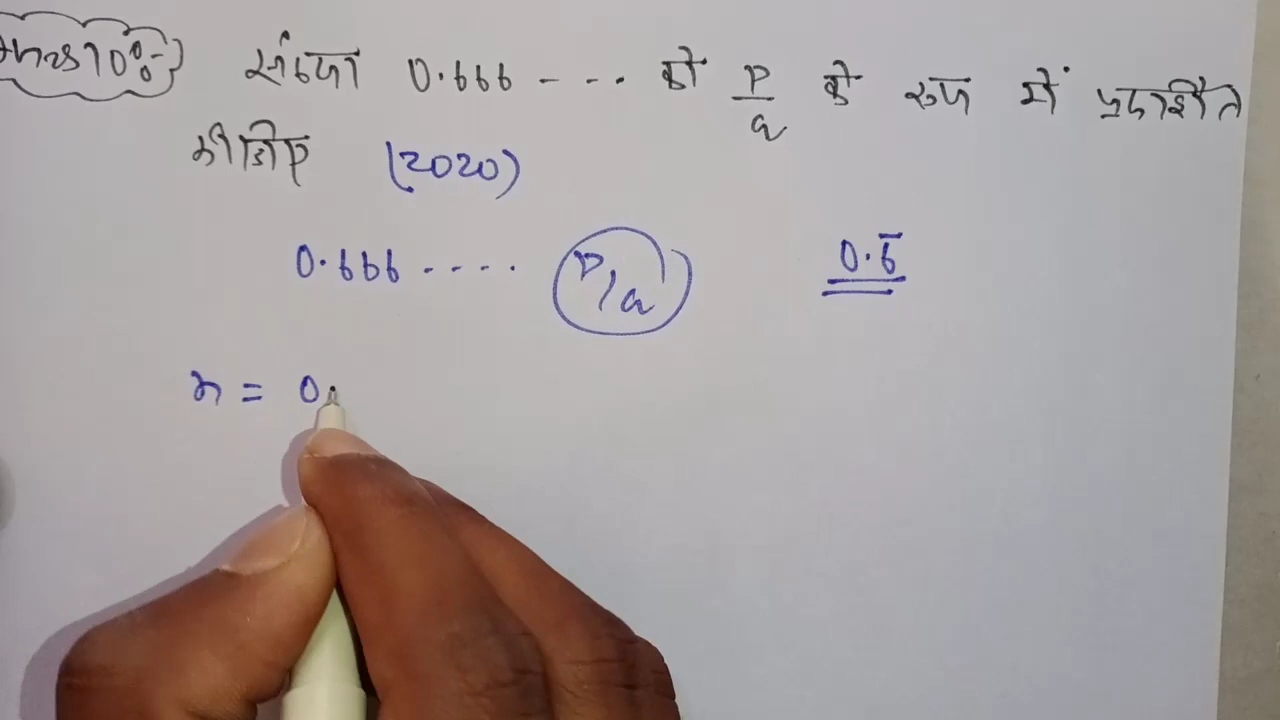 संख्या 0.666 - - .. को P/q के रूप में प्रदर्शित
कीजिए (2020)
0.666 ..... P/q 0.6̅
x = 0.